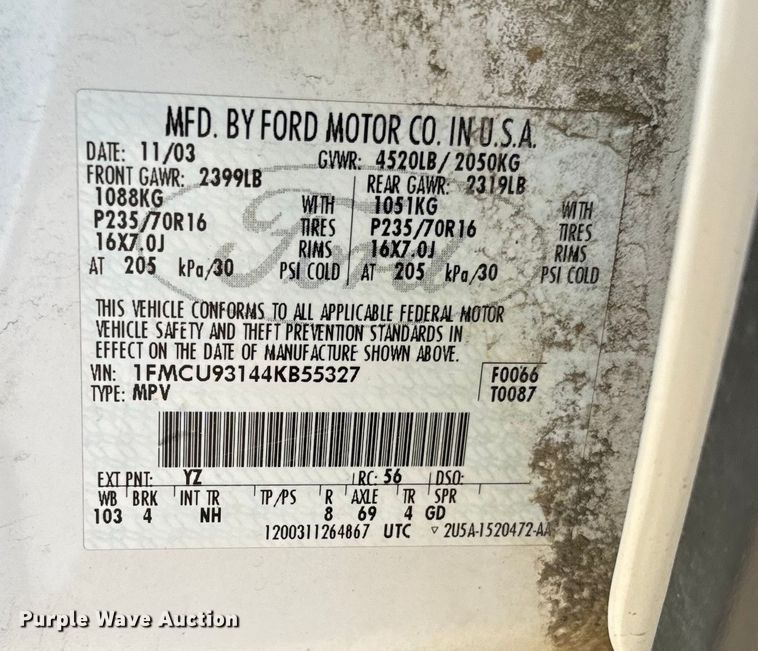 MFD. BY FORD MOTOR CO. IN U.S.A.
DATE: 11/03 GVWR: 4520LB/ 2050KG
FRONT GAWR: 2399LB REAR GAWR: 2319LB
1088KG WITH 1051KG WITH
P235/70R16 TIRES P235/70R16 TIRES
16X7.0J RIMS 16X7.0J RIMS
AT 205 kPa/30 PSI COLD AT 205 kPa/30 PSI COLD
Ford
THIS VEHICLE CONFORMS TO ALL APPLICABLE FEDERAL MOTOR
VEHICLE SAFETY AND THEFT PREVENTION STANDARDS IN
EFFECT ON THE DATE OF MANUFACTURE SHOWN ABOVE.
VIN: 1FMCU93144KB55327 F0066
TYPE: MPV T0087
EXT PNT: YZ RC: 56 DSO:
WB BRK INT TR TP/PS R AXLE TR SPR
103 4 NH 8 69 4 GD
1200311264867 UTC ▽ 2U5A-1520472-AA
Purple Wave Auction